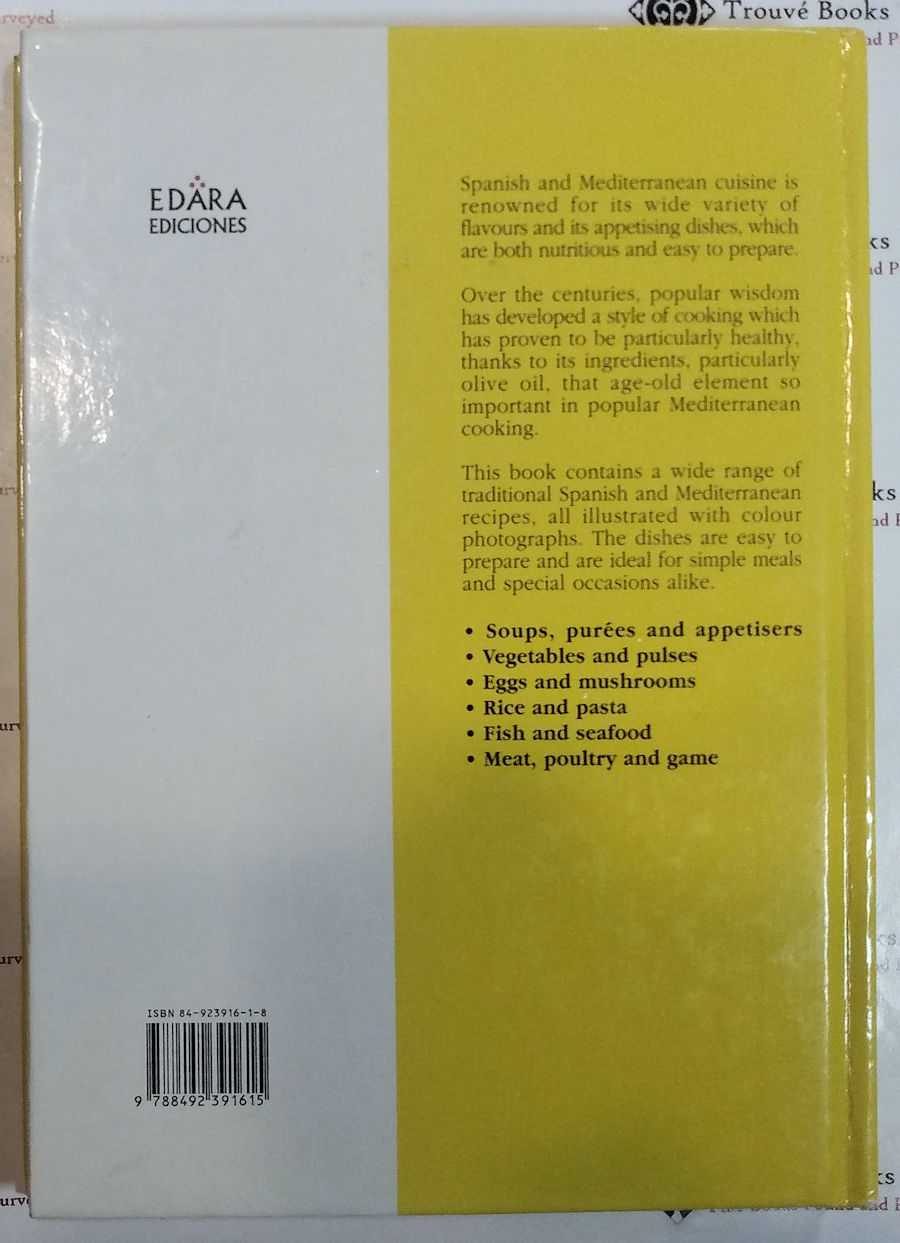 urveyed
Trouvé Books
nd P
EDARA
EDICIONES
Spanish and Mediterranean cuisine is
renowned for its wide variety of
flavours and its appetising dishes, which
are both nutritious and easy to prepare.
Over the centuries, popular wisdom
has developed a style of cooking which
has proven to be particularly healthy,
thanks to its ingredients, particularly
olive oil, that age-old element so
important in popular Mediterranean
cooking.
This book contains a wide range of
traditional Spanish and Mediterranean
recipes, all illustrated with colour
photographs. The dishes are easy to
prepare and are ideal for simple meals
and special occasions alike.
• Soups, purées and appetisers
• Vegetables and pulses
• Eggs and mushrooms
• Rice and pasta
• Fish and seafood
• Meat, poultry and game
ISBN 84-923916-1-8
9 788492 391615